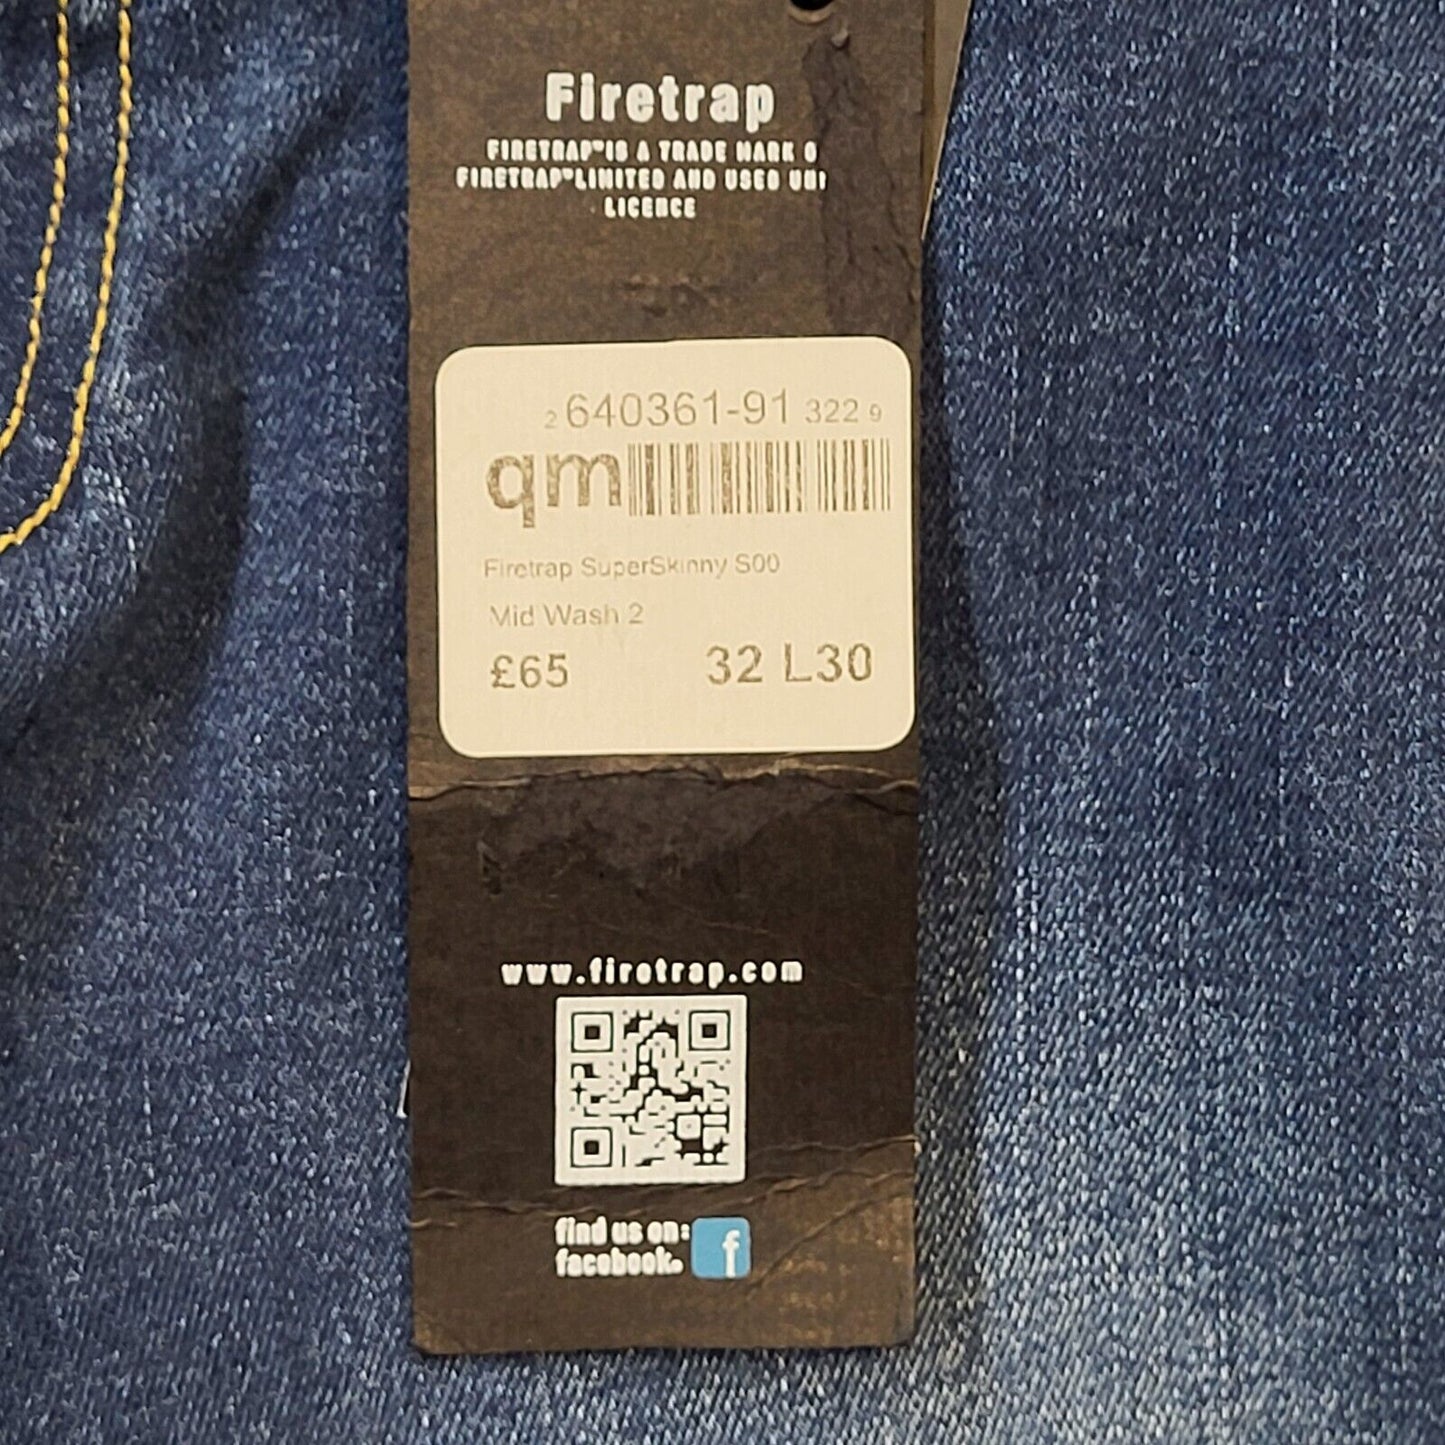 Firetrap
FIRETRAP™IS A TRADE MARK O
FIRETRAP™LIMITED AND USED UN
LICENCE
2 640361-91 322 9
qm
Firetrap SuperSkinny S00
Mid Wash 2
£65 32 L30
www.firetrap.com
find us on:
facebook. f